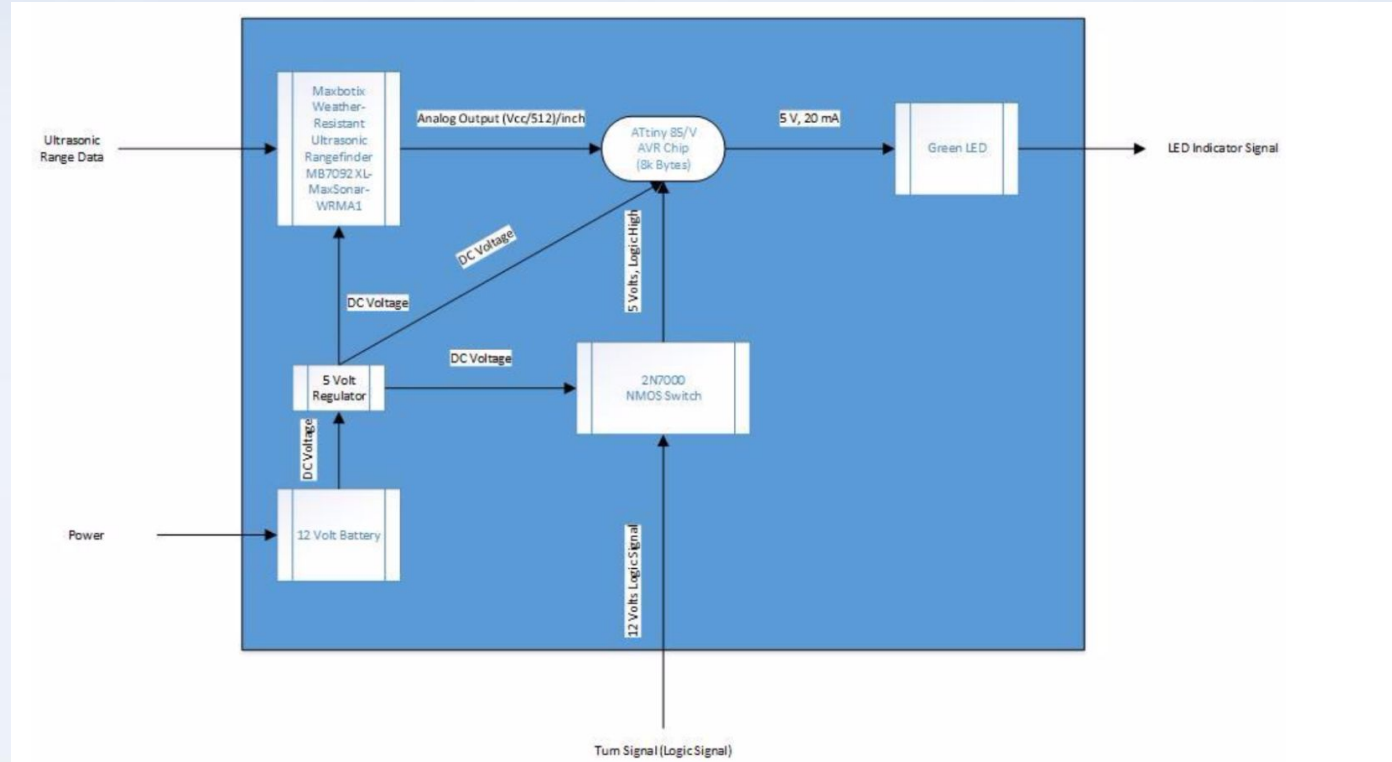 Ultrasonic
Range Data
Maxbotix
Weather-
Resistant
Ultrasonic
Rangefinder
MB7092 XL-
MaxSonar-
WRMA1
Analog Output (Vcc/512)/inch
ATtiny 85/V
AVR Chip
(8k Bytes)
5 V, 20 mA
Green LED
LED Indicator Signal
DC Voltage
DC Voltage
5 Volts, Logic High
5 Volt
Regulator
DC Voltage
2N7000
NMOS Switch
DC Voltage
Power
12 Volt Battery
12 Volts Logic Signal
Turn Signal (Logic Signal)